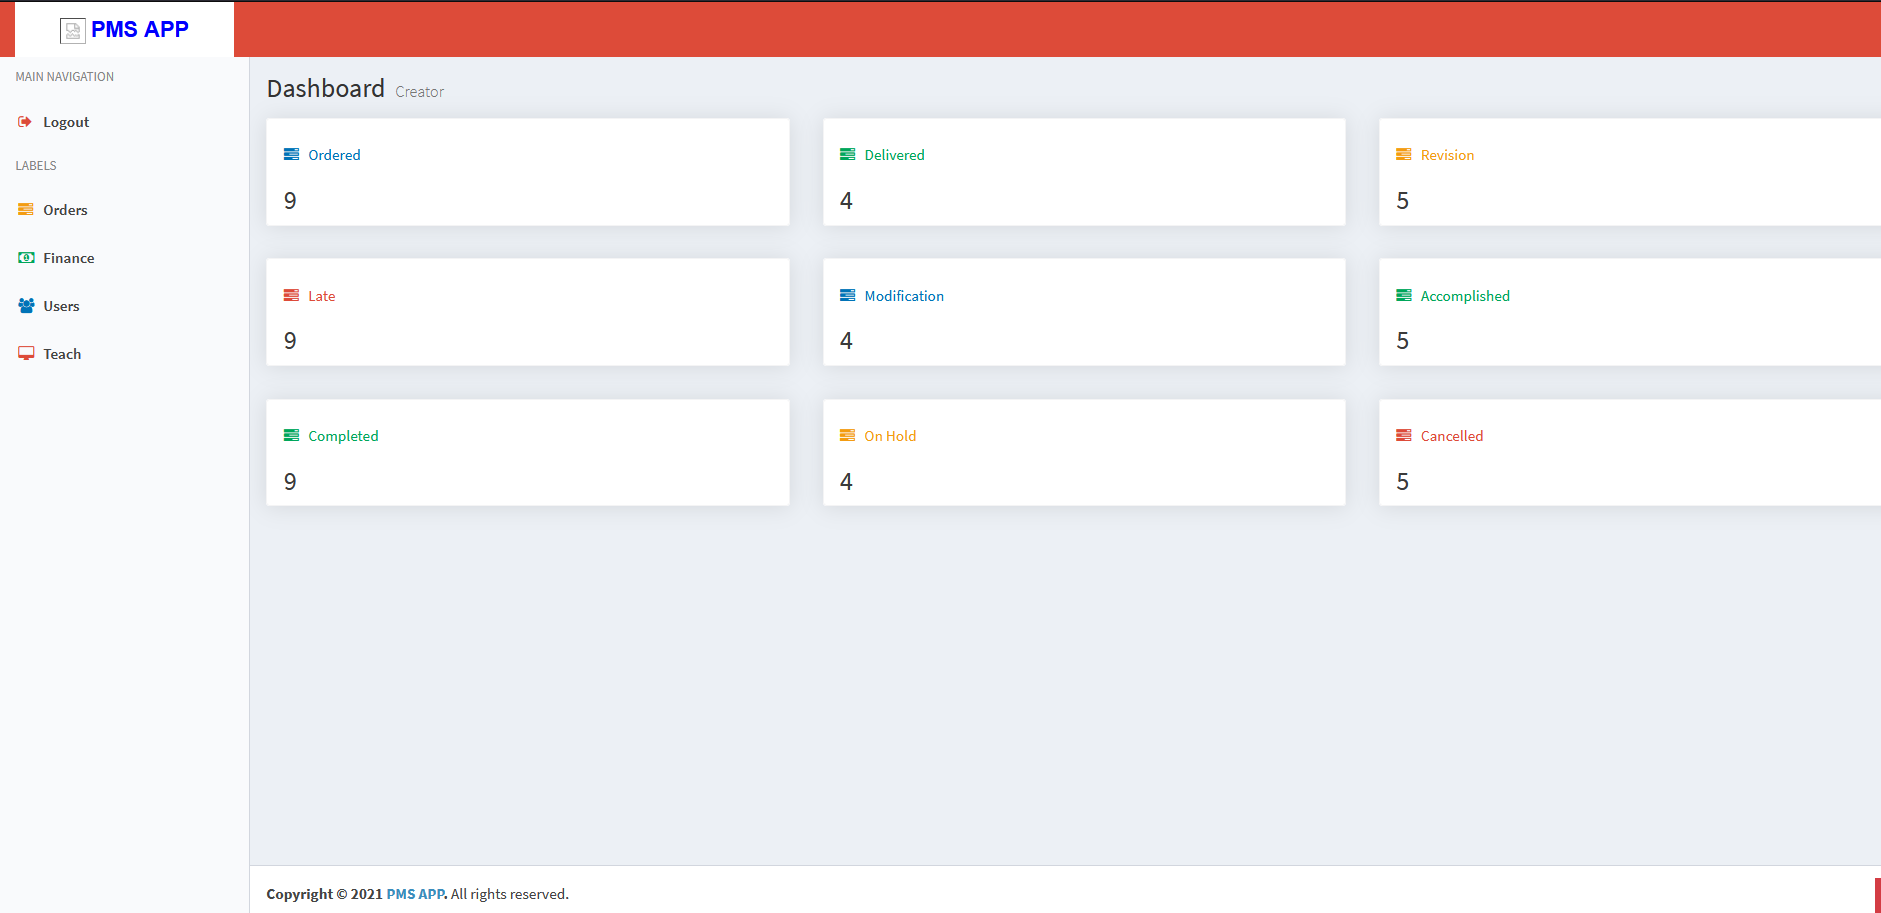 PMS APP
MAIN NAVIGATION
Logout
LABELS
Orders
Finance
Users
Teach
Dashboard Creator
Ordered
9
Delivered
4
Revision
5
Late
9
Modification
4
Accomplished
5
Completed
9
On Hold
4
Cancelled
5
Copyright © 2021 PMS APP. All rights reserved.